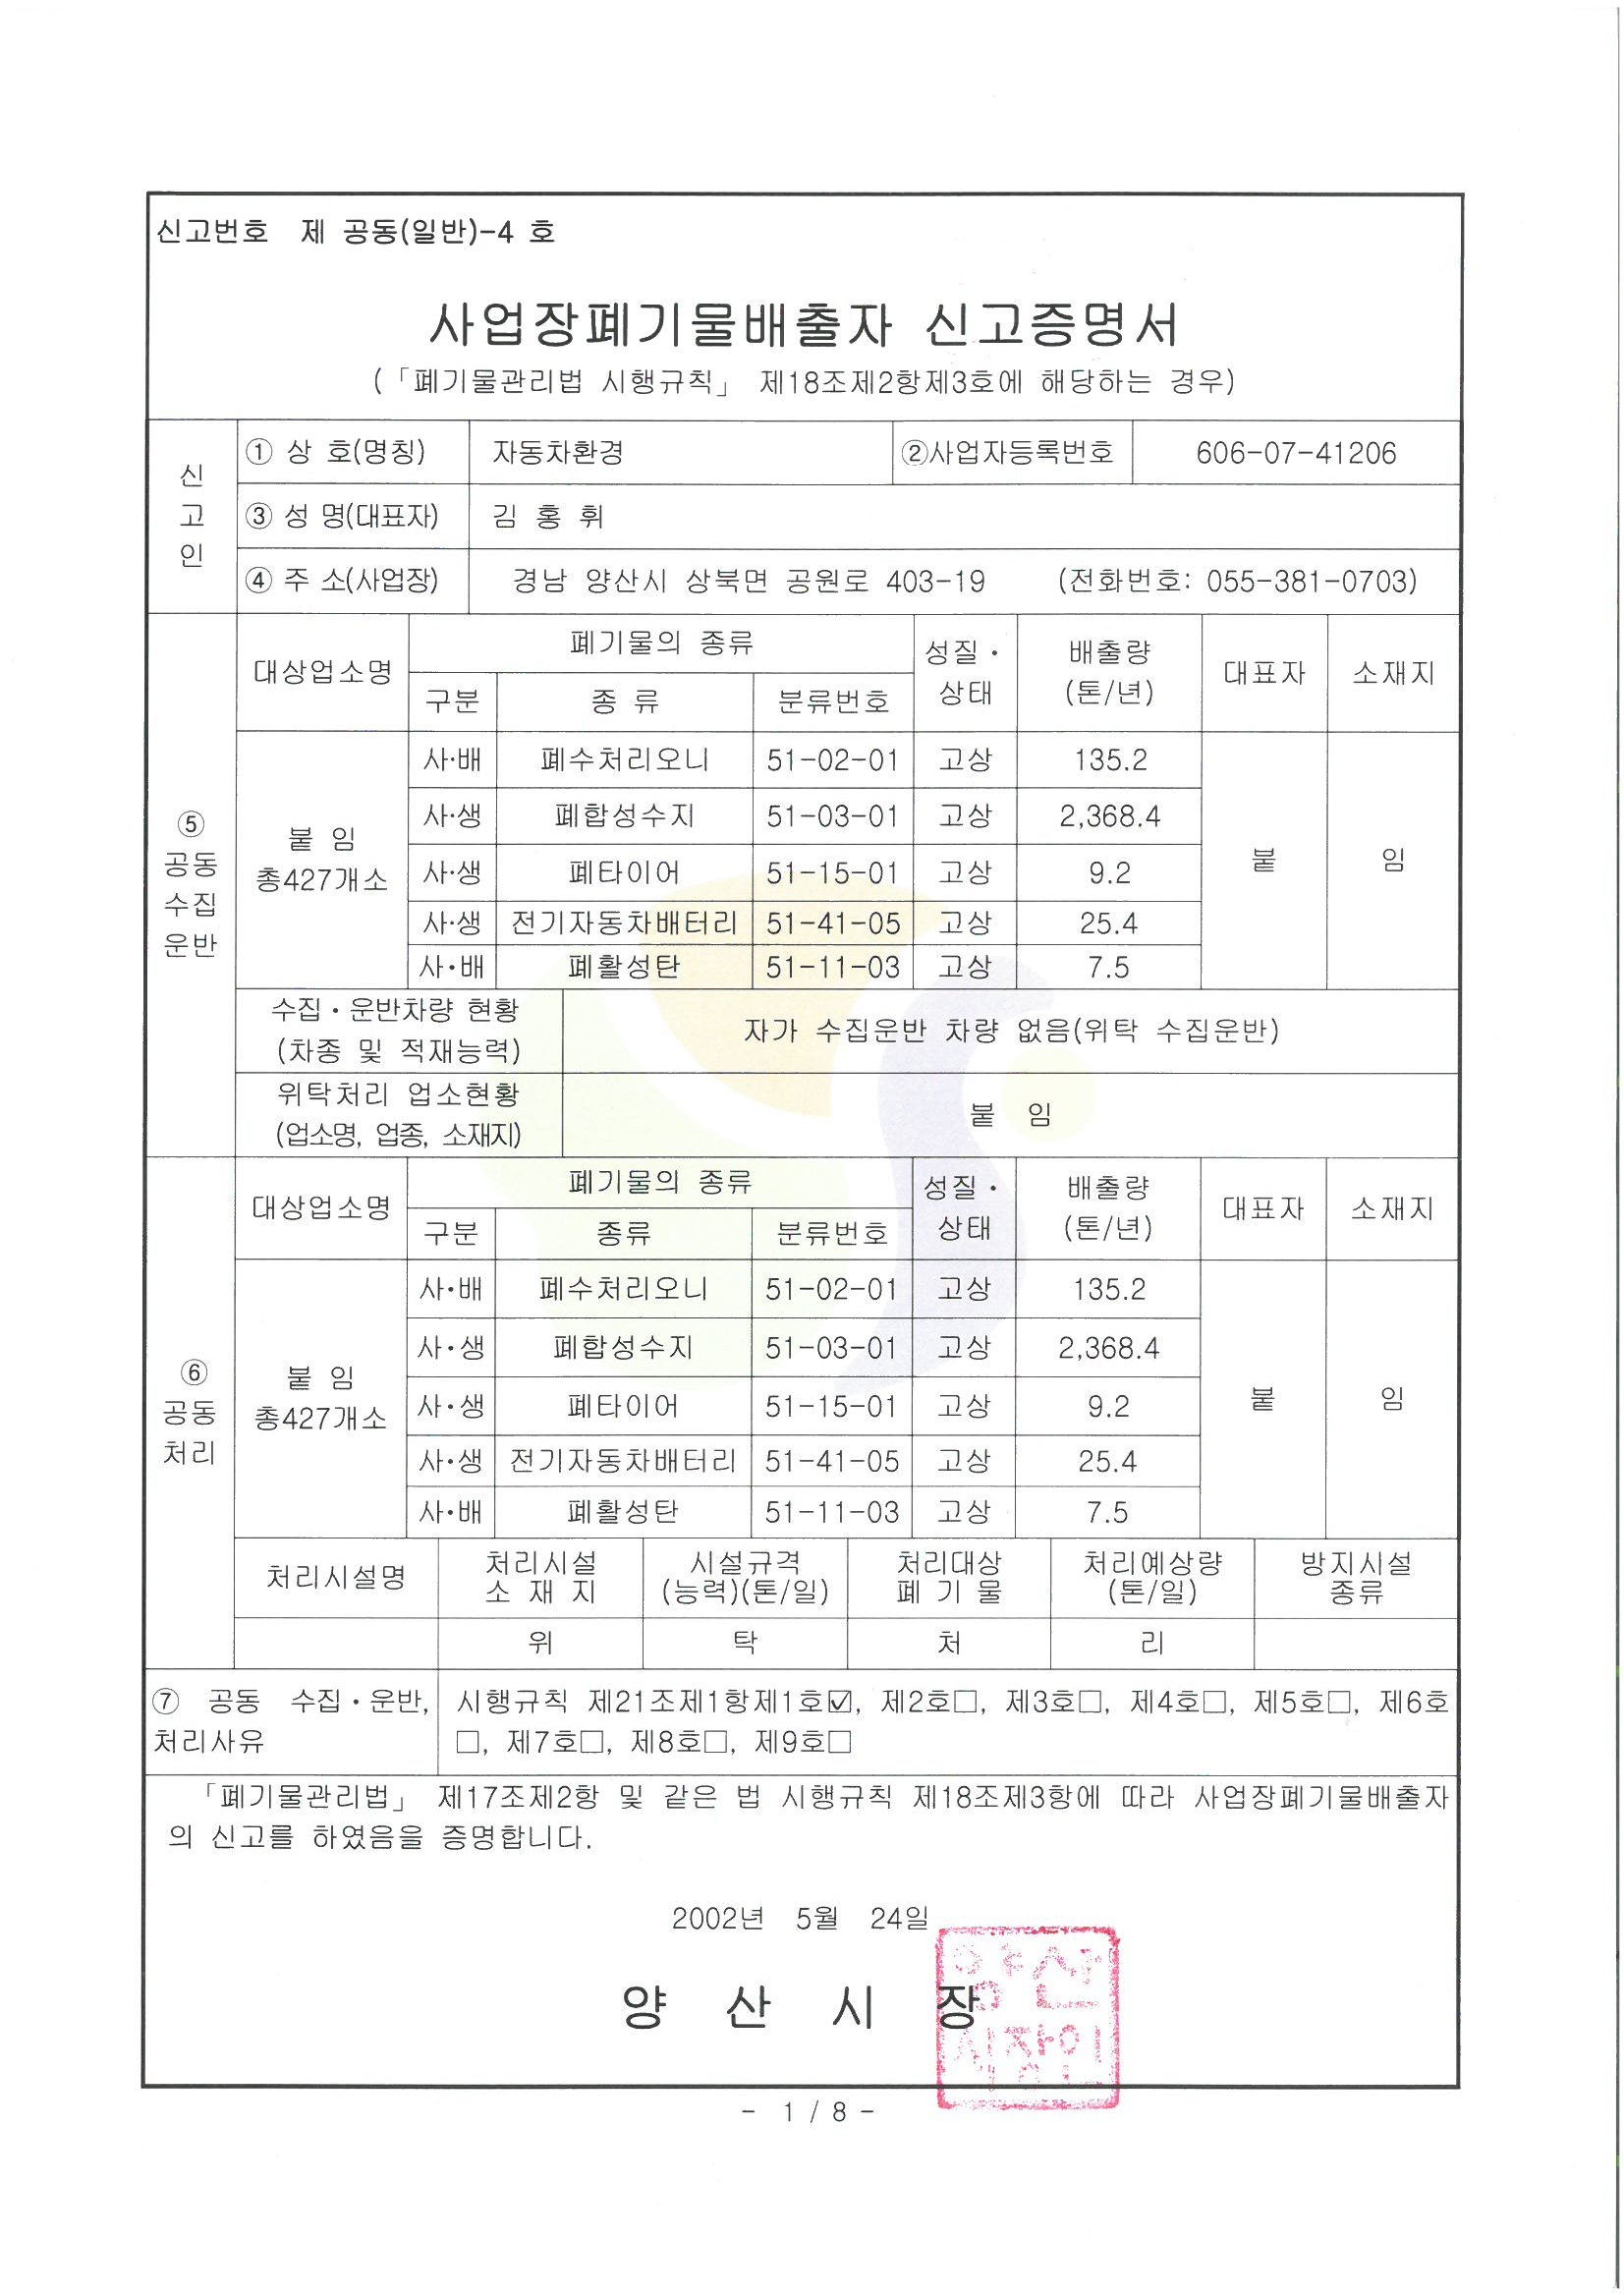 신고번호 제 공동(일반)-4 호
사업장폐기물배출자 신고증명서
(「폐기물관리법 시행규칙」 제18조제2항제3호에 해당하는 경우)
신고인
① 상 호(명칭) 자동차환경 ②사업자등록번호 606-07-41206
③ 성 명(대표자) 김 홍 휘
④ 주 소(사업장) 경남 양산시 상북면 공원로 403-19 (전화번호: 055-381-0703)
⑤ 공동 수집 운반
대상업소명 폐기물의 종류 성질·상태 배출량 (톤/년) 대표자 소재지
구분 종 류 분류번호
붙 임
총427개소
사·배 폐수처리오니 51-02-01 고상 135.2
사·생 폐합성수지 51-03-01 고상 2,368.4
사·생 폐타이어 51-15-01 고상 9.2
사·생 전기자동차배터리 51-41-05 고상 25.4
사·배 폐활성탄 51-11-03 고상 7.5
붙 임
수집·운반차량 현황
(차종 및 적재능력)
자가 수집운반 차량 없음(위탁 수집운반)
위탁처리 업소현황
(업소명, 업종, 소재지)
붙 임
⑥ 공동 처리
대상업소명 폐기물의 종류 성질·상태 배출량 (톤/년) 대표자 소재지
구분 종류 분류번호
붙 임
총427개소
사·배 폐수처리오니 51-02-01 고상 135.2
사·생 폐합성수지 51-03-01 고상 2,368.4
사·생 폐타이어 51-15-01 고상 9.2
사·생 전기자동차배터리 51-41-05 고상 25.4
사·배 폐활성탄 51-11-03 고상 7.5
붙 임
처리시설명 처리시설 소 재 지 시설규격 (능력)(톤/일) 처리대상 폐 기 물 처리예상량 (톤/일) 방지시설 종류
위 탁 처 리
⑦ 공동 수집·운반,
처리사유
시행규칙 제21조제1항제1호☑, 제2호□, 제3호□, 제4호□, 제5호□, 제6호
□, 제7호□, 제8호□, 제9호□
「폐기물관리법」 제17조제2항 및 같은 법 시행규칙 제18조제3항에 따라 사업장폐기물배출자
의 신고를 하였음을 증명합니다.
2002년 5월 24일
양 산 시 장
양산
시장인
- 1 / 8 -